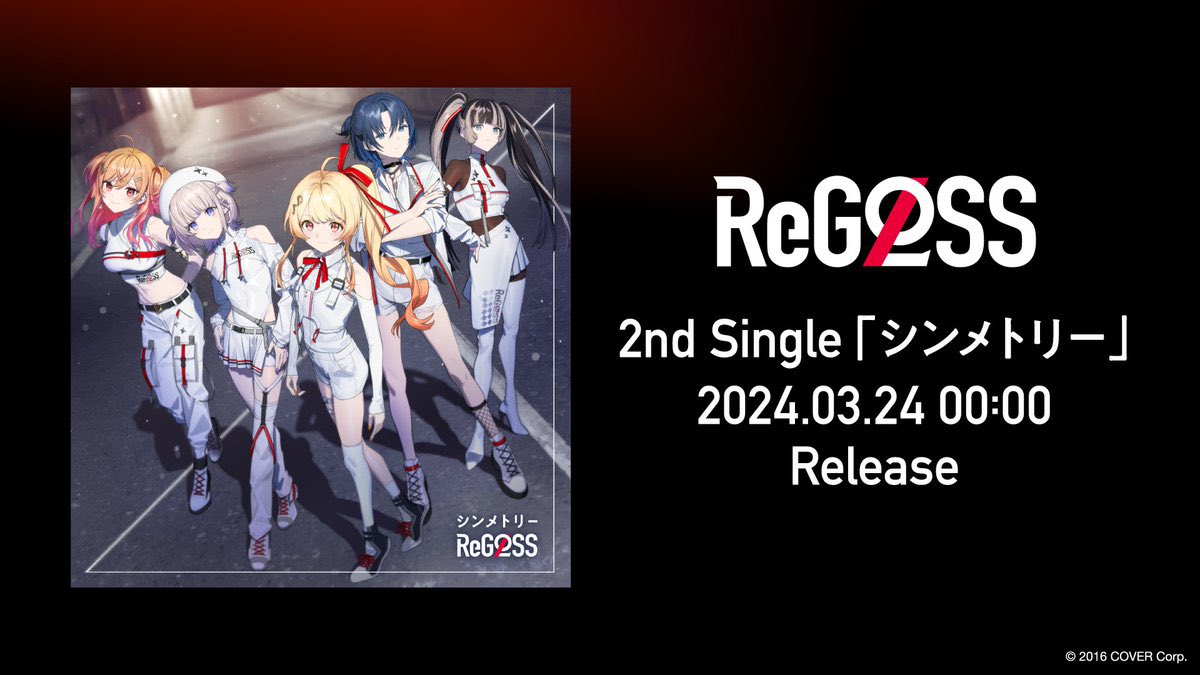 シンメトリー
ReGLOSS
ReGLOSS
2nd Single「シンメトリー」
2024.03.24 00:00
Release
© 2016 COVER Corp.